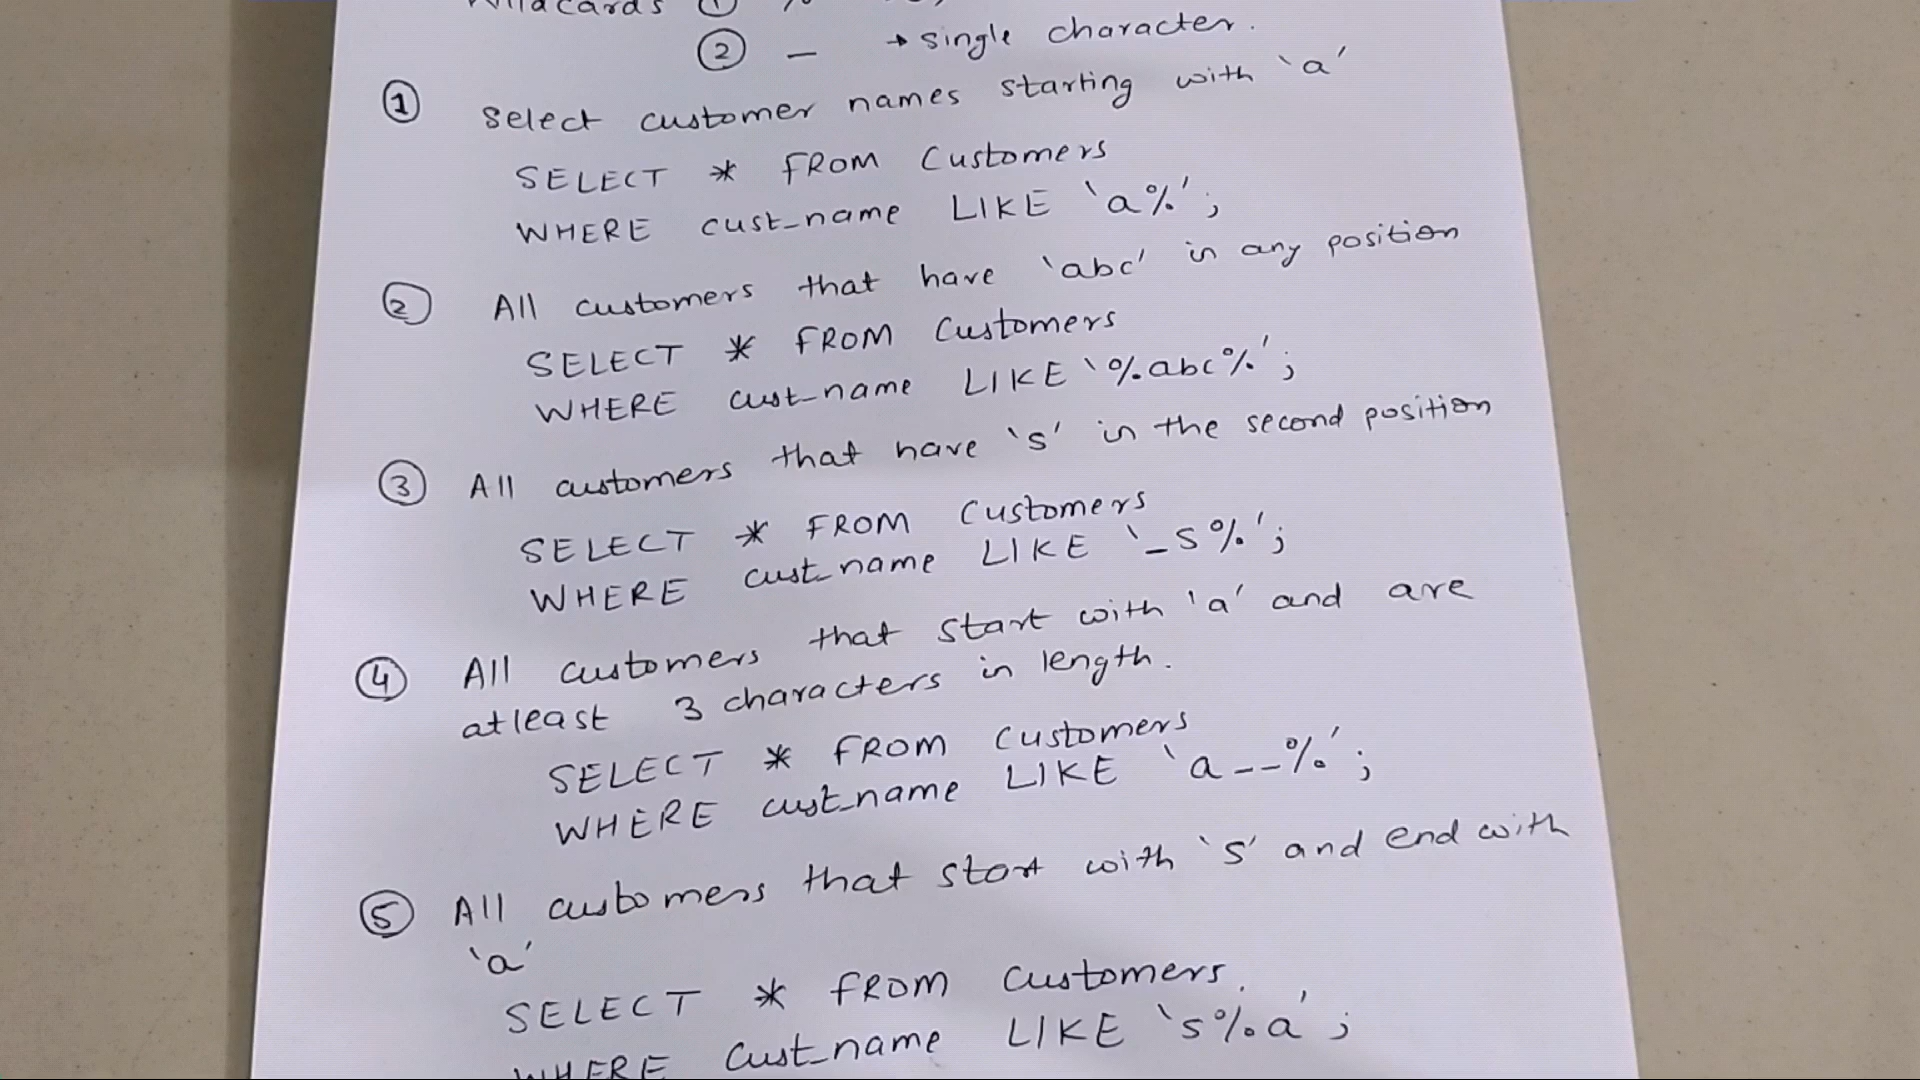 Wildcards ① %
② _ → single character.
① Select customer names starting with 'a'
SELECT * FROM Customers
WHERE cust_name LIKE 'a%';
② All customers that have 'abc' in any position
SELECT * FROM Customers
WHERE cust_name LIKE '%abc%';
③ All customers that have 's' in the second position
SELECT * FROM Customers
WHERE cust_name LIKE '_s%';
④ All customers that start with 'a' and are
atleast 3 characters in length.
SELECT * FROM Customers
WHERE cust_name LIKE 'a__%';
⑤ All customers that start with 's' and end with
'a'
SELECT * FROM Customers.
WHERE cust_name LIKE 's%a';